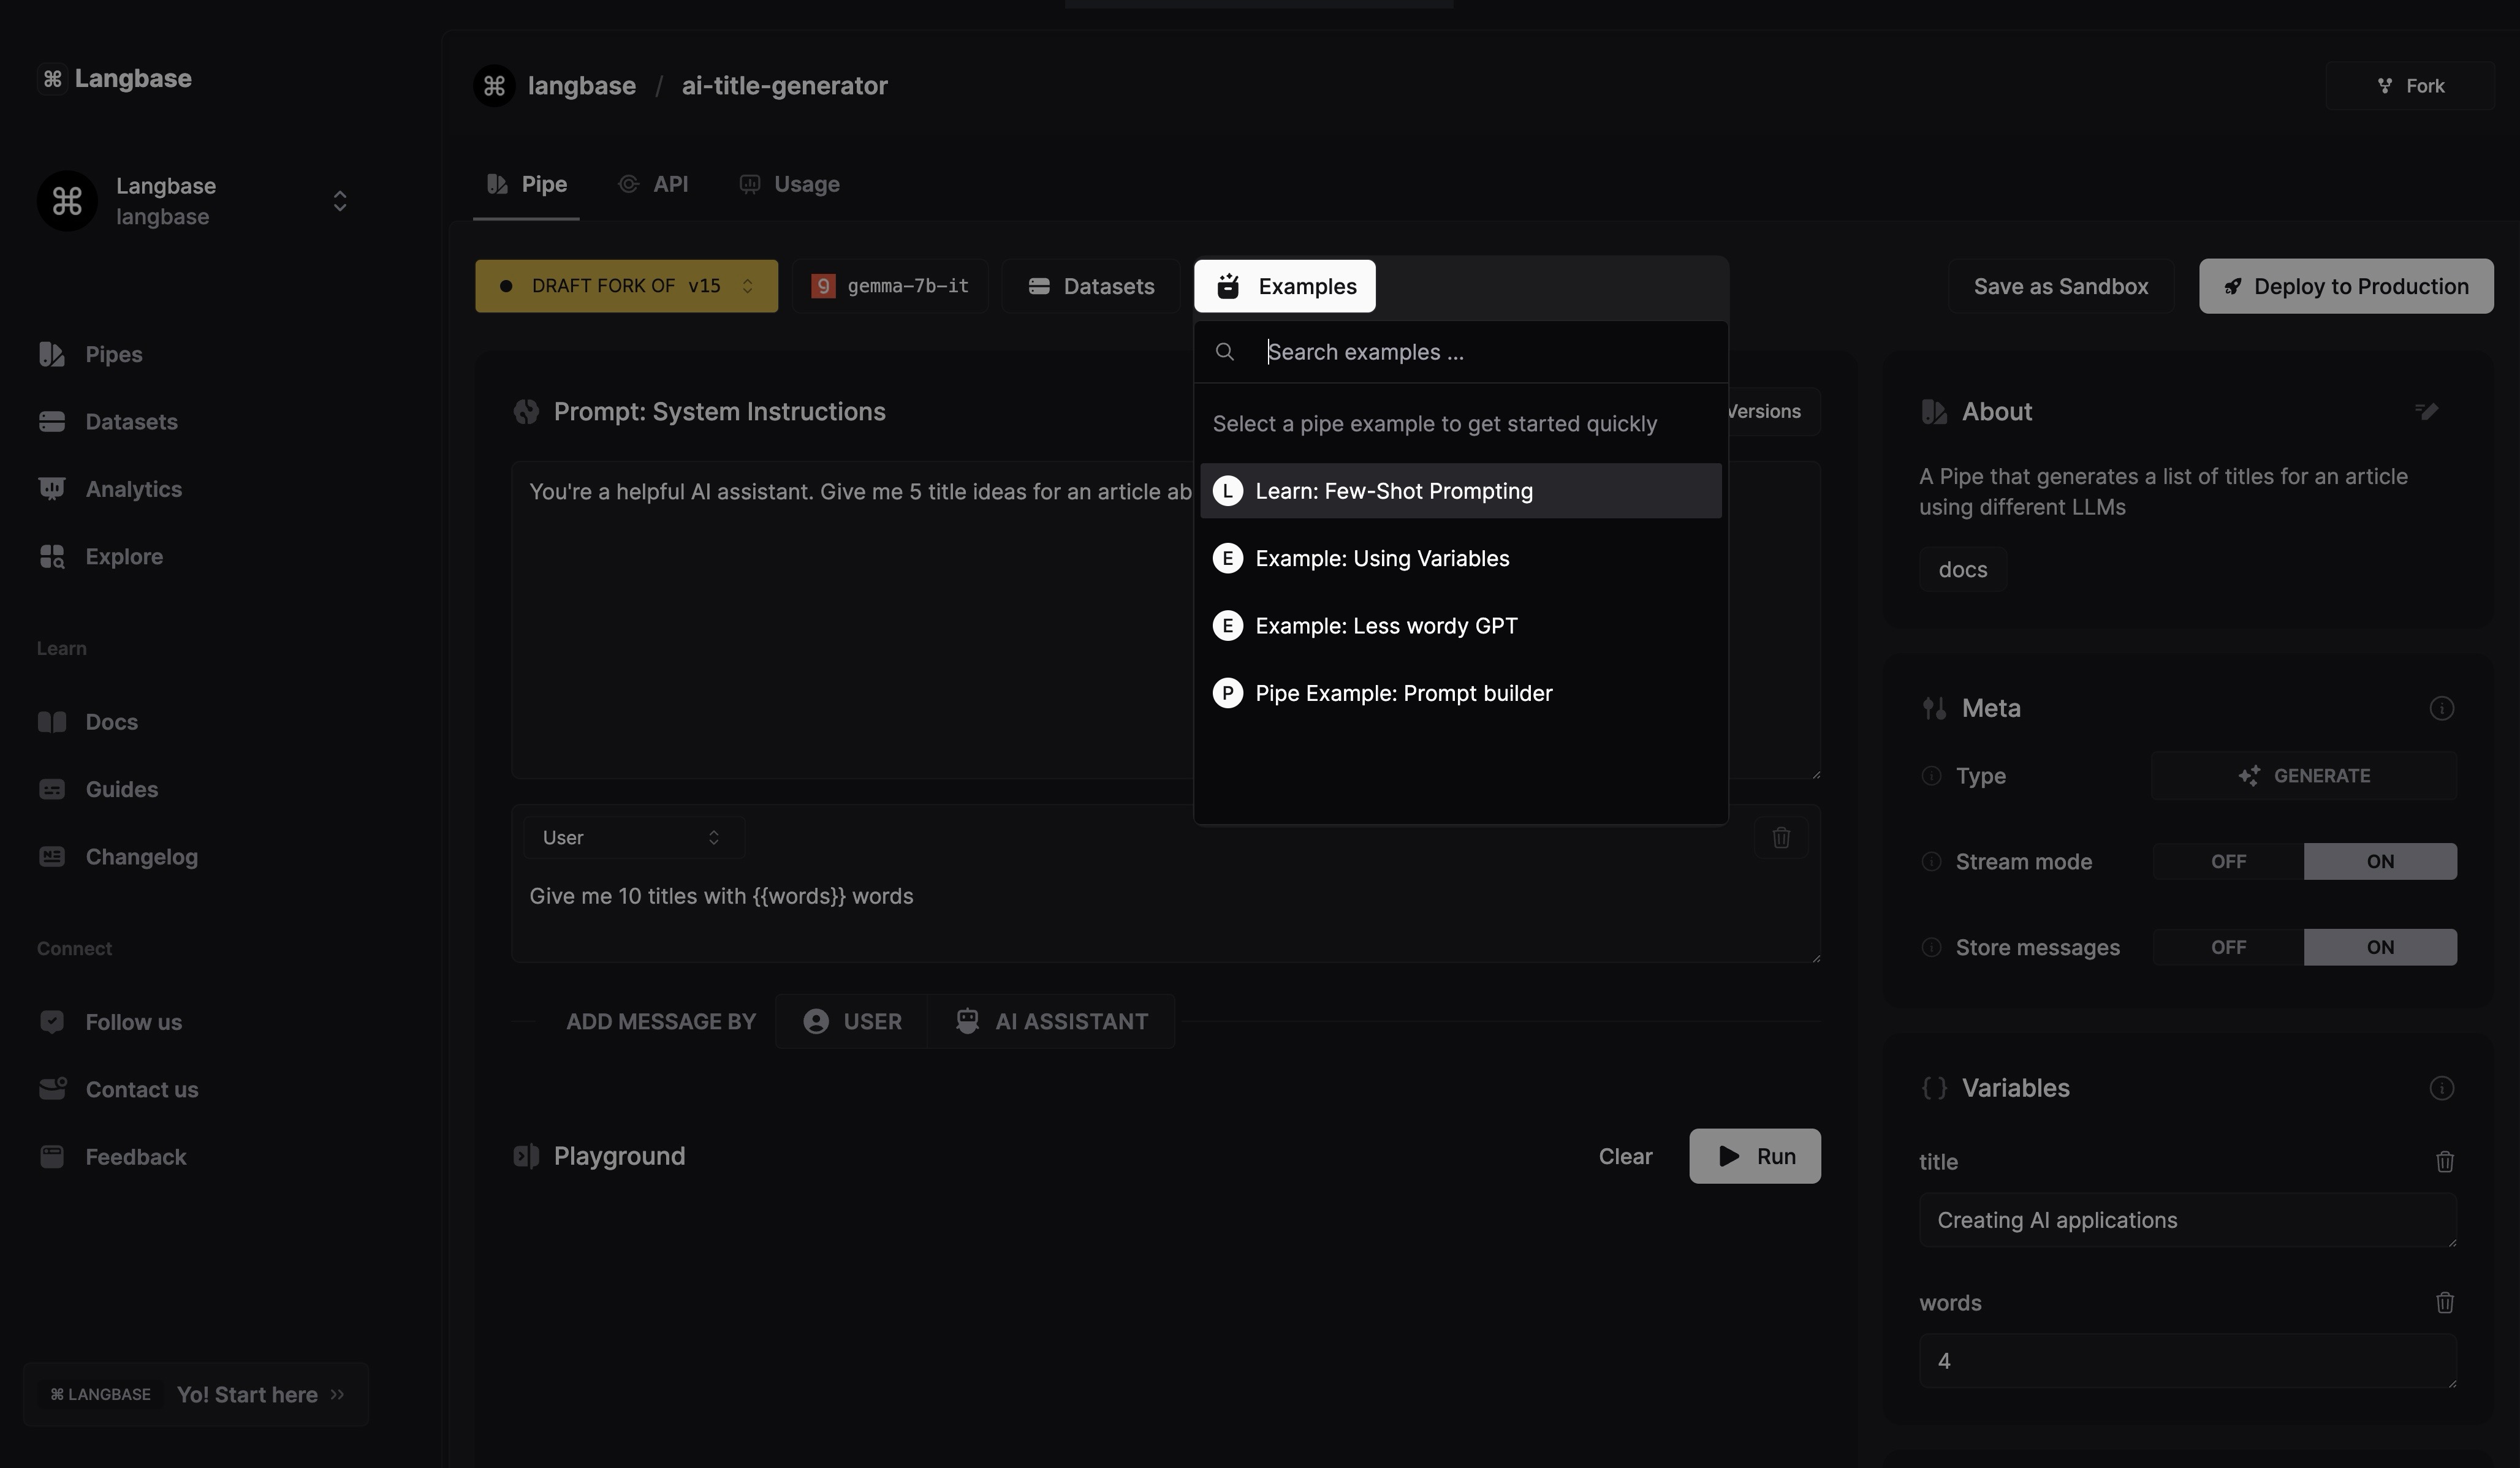 ⌘ Langbase
Langbase
langbase
Pipes
Datasets
Analytics
Explore
Learn
Docs
Guides
Changelog
Connect
Follow us
Contact us
Feedback
⌘ LANGBASE Yo! Start here
langbase / ai-title-generator
Fork
Pipe API Usage
DRAFT FORK OF v15
g gemma-7b-it
Datasets
Examples
Save as Sandbox
Deploy to Production
Search examples ...
Select a pipe example to get started quickly
L Learn: Few-Shot Prompting
E Example: Using Variables
E Example: Less wordy GPT
P Pipe Example: Prompt builder
Prompt: System Instructions
Versions
You're a helpful AI assistant. Give me 5 title ideas for an article ab
User
Give me 10 titles with {{words}} words
ADD MESSAGE BY USER AI ASSISTANT
Playground
Clear
Run
About
A Pipe that generates a list of titles for an article
using different LLMs
docs
Meta
Type GENERATE
Stream mode OFF ON
Store messages OFF ON
{} Variables
title
Creating AI applications
words
4